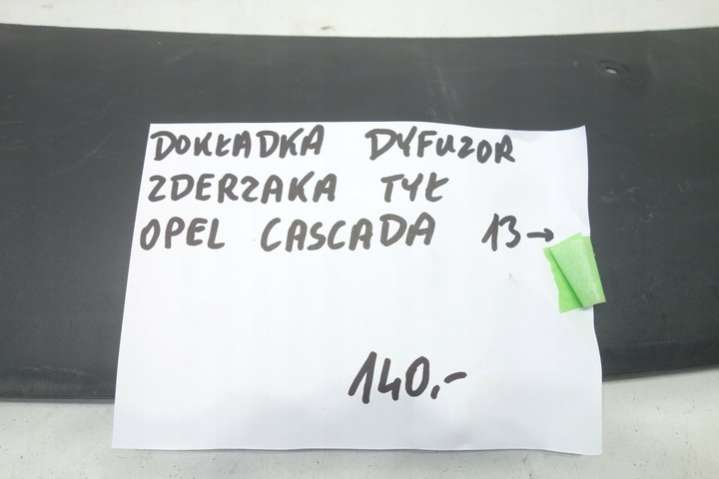 DOKŁADKA DYFUZOR
ZDERZAKA TYŁ
OPEL CASCADA 13→
140,-